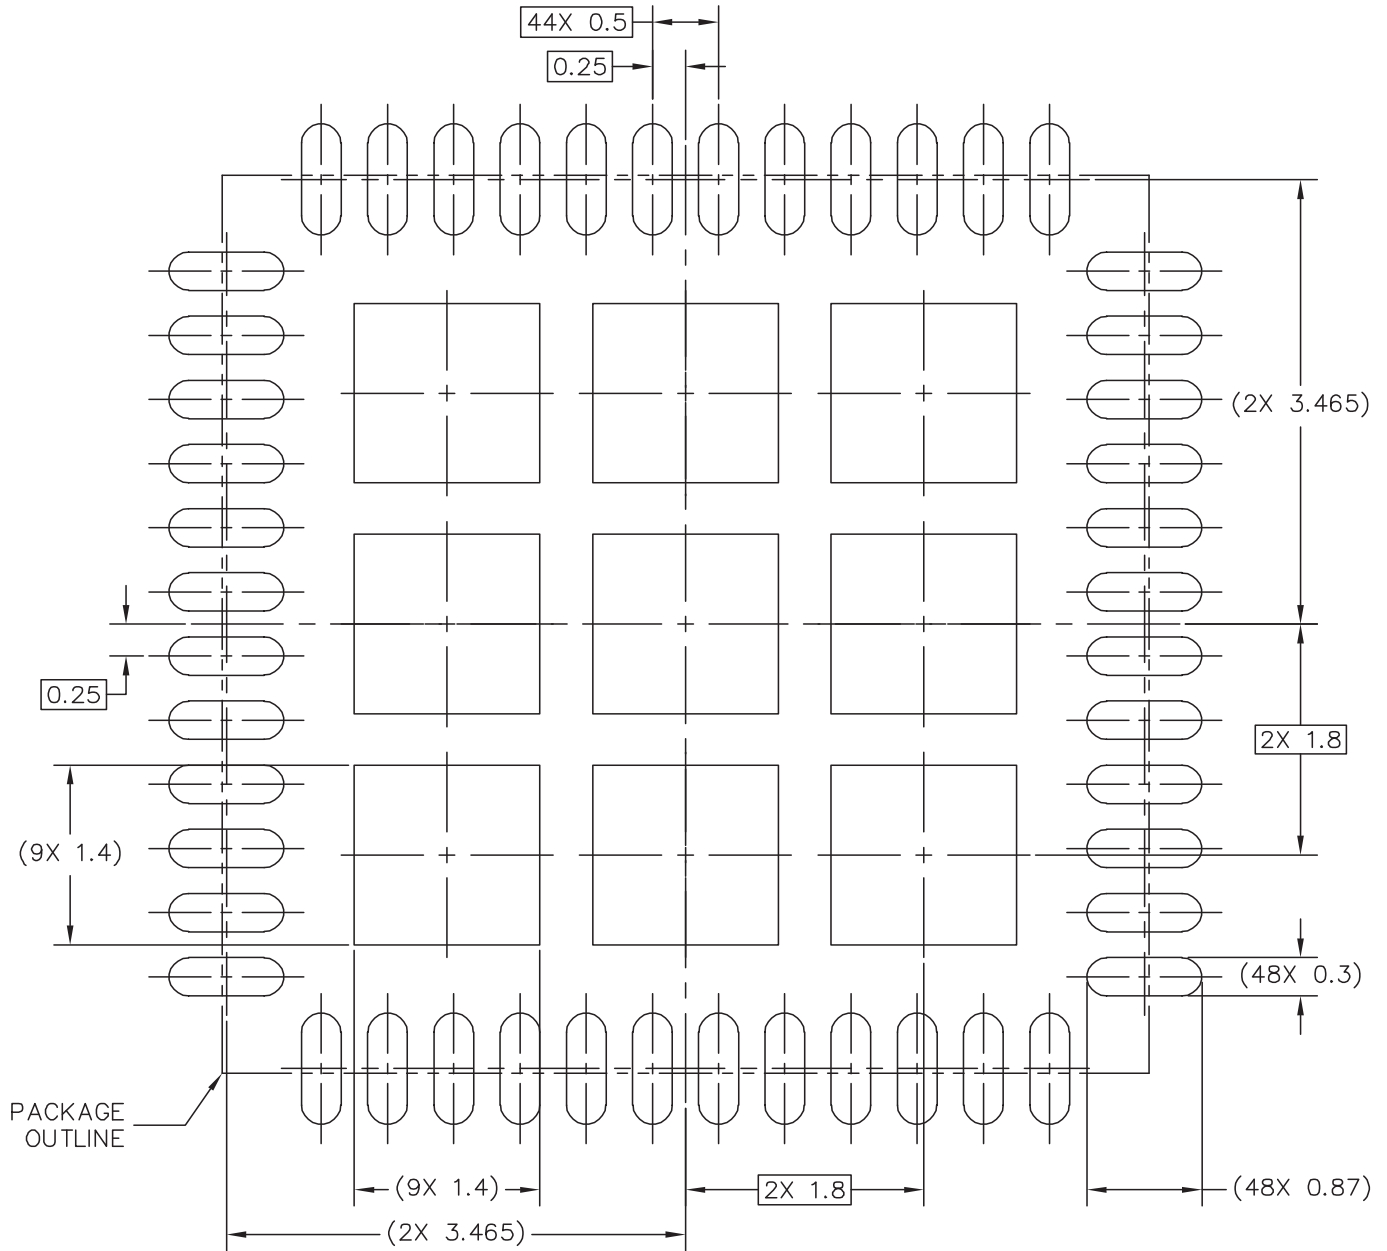 44X 0.5
0.25
(2X 3.465)
0.25
2X 1.8
(9X 1.4)
(48X 0.3)
PACKAGE
OUTLINE
(9X 1.4)
2X 1.8
(48X 0.87)
(2X 3.465)